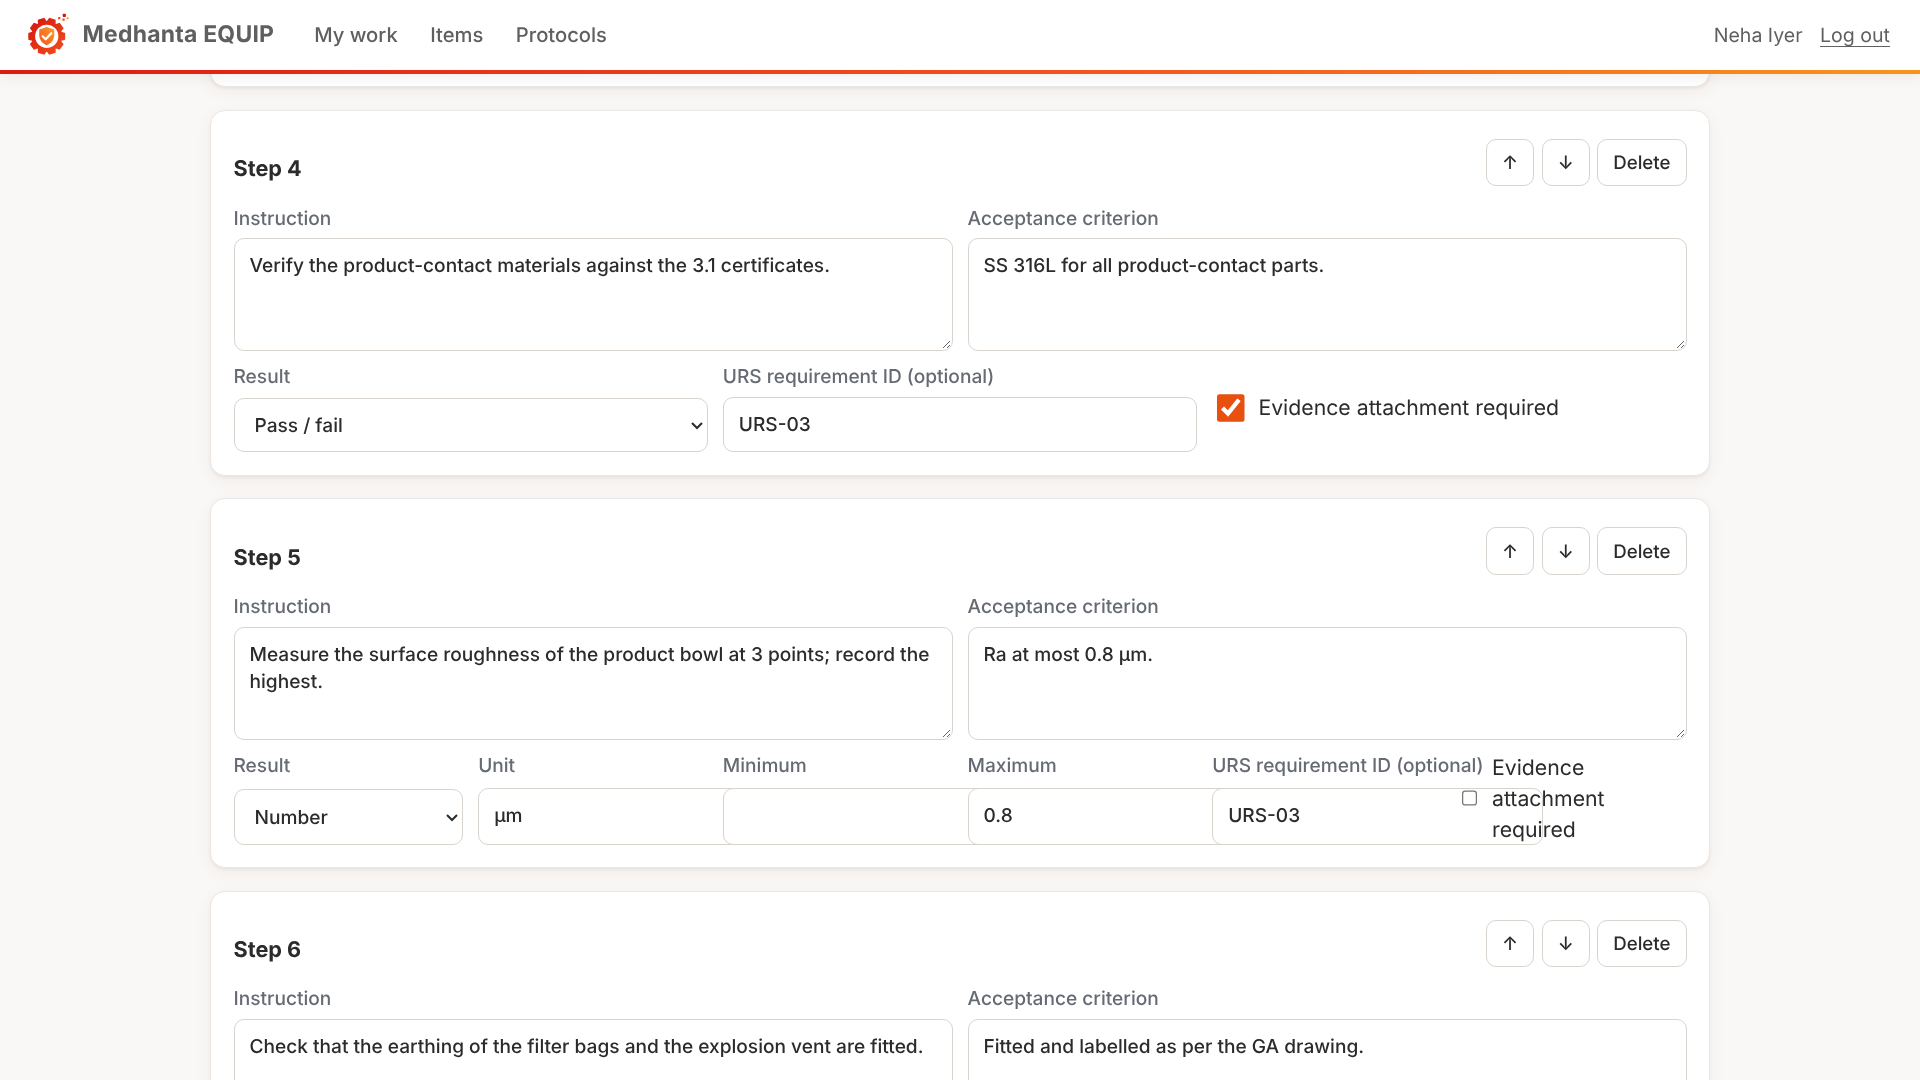 Medhanta EQUIP My work Items Protocols Neha Iyer Log out
Step 4 ↑ ↓ Delete
Instruction Acceptance criterion
Verify the product-contact materials against the 3.1 certificates. SS 316L for all product-contact parts.
Result URS requirement ID (optional)
Pass / fail URS-03 Evidence attachment required
Step 5 ↑ ↓ Delete
Instruction Acceptance criterion
Measure the surface roughness of the product bowl at 3 points; record the Ra at most 0.8 µm.
highest.
Result Unit Minimum Maximum URS requirement ID (optional) Evidence
attachment
Number µm 0.8 URS-03
required
Step 6 ↑ ↓ Delete
Instruction Acceptance criterion
Check that the earthing of the filter bags and the explosion vent are fitted. Fitted and labelled as per the GA drawing.